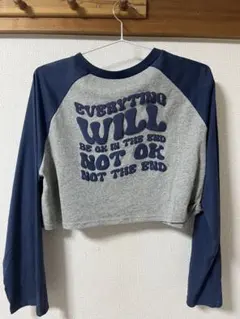 EVERYTING
WILL
BE OK IN THE END
NOT OK
NOT THE END